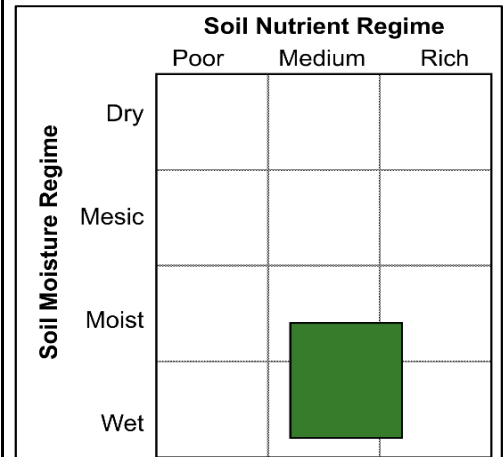 Soil Nutrient Regime
Poor Medium Rich
Soil Moisture Regime
Dry
Mesic
Moist
Wet